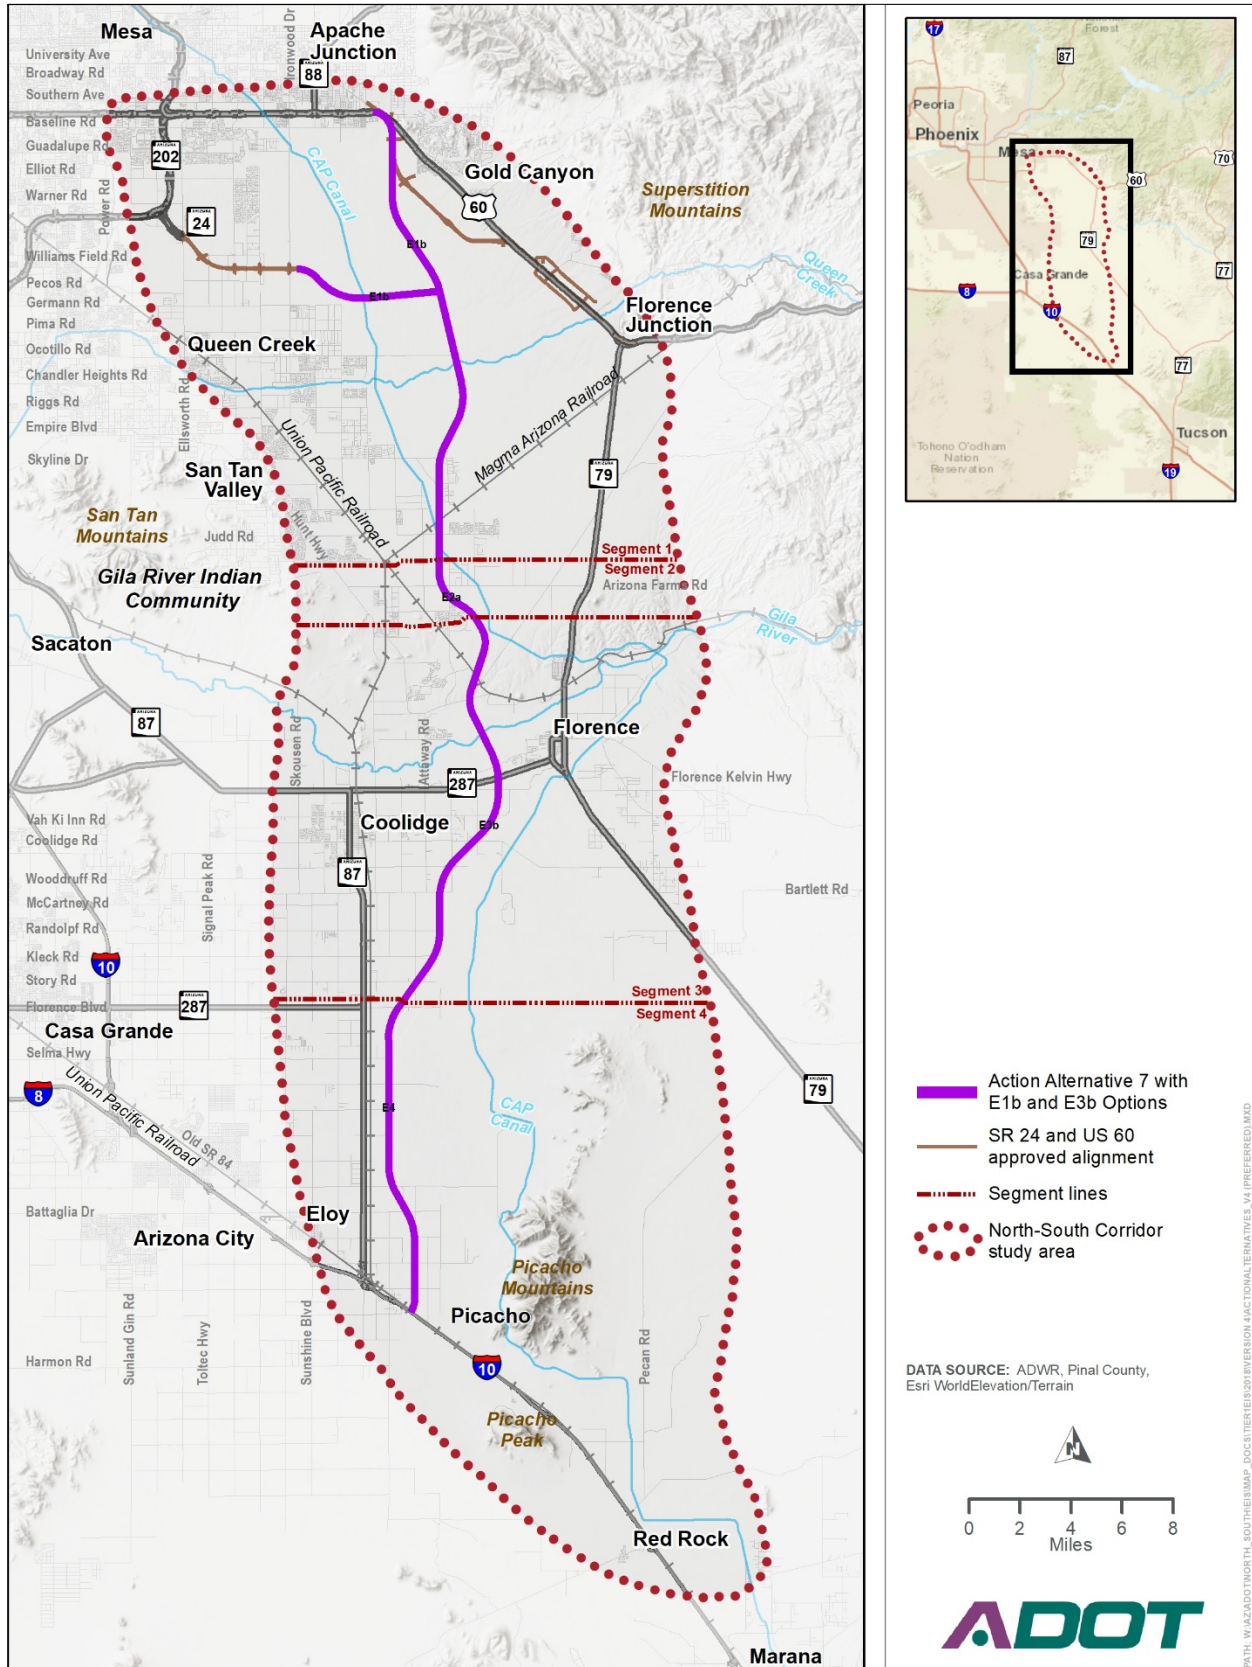 Mesa
Apache
Junction
Ironwood Dr
University Ave
Broadway Rd
Southern Ave
Baseline Rd
Guadalupe Rd
Elliot Rd
Warner Rd
Power Rd
Williams Field Rd
Pecos Rd
Germann Rd
Pima Rd
Ocotillo Rd
Chandler Heights Rd
Riggs Rd
Empire Blvd
Skyline Dr
Ellsworth Rd
ARIZONA
88
ARIZONA
202
ARIZONA
24
CAP Canal
Gold Canyon
60
Superstition
Mountains
E1b
E1b
Queen
Creek
Florence
Junction
Queen Creek
Union Pacific Railroad
Magma Arizona Railroad
ARIZONA
79
San Tan
Valley
San Tan
Mountains
Judd Rd
Hunt Hwy
Gila River Indian
Community
Segment 1
Segment 2
Arizona Farms Rd
E2a
Gila
River
Sacaton
ARIZONA
87
Skousen Rd
Attaway Rd
Florence
ARIZONA
287
Florence Kelvin Hwy
Vah Ki Inn Rd
Coolidge Rd
Coolidge
E3b
ARIZONA
87
Wooddruff Rd
McCartney Rd
Randolpf Rd
Kleck Rd
Story Rd
Florence Blvd
Signal Peak Rd
Bartlett Rd
10
ARIZONA
287
Segment 3
Segment 4
Casa Grande
Selma Hwy
8
Union Pacific Railroad
Old SR 84
E4
CAP
Canal
ARIZONA
79
Battaglia Dr
Arizona City
Eloy
Picacho
Mountains
Picacho
Harmon Rd
Sunland Gin Rd
Toltec Hwy
Sunshine Blvd
Pecan Rd
10
Picacho
Peak
Red Rock
Marana
17
Forest
87
Peoria
Phoenix
Mesa
70
60
79
Casa Grande
77
8
10
77
Tucson
Tohono O'odham
Nation
Reservation
19
Action Alternative 7 with
E1b and E3b Options
SR 24 and US 60
approved alignment
Segment lines
North-South Corridor
study area
DATA SOURCE: ADWR, Pinal County,
Esri WorldElevation/Terrain
N
0 2 4 6 8
Miles
ADOT